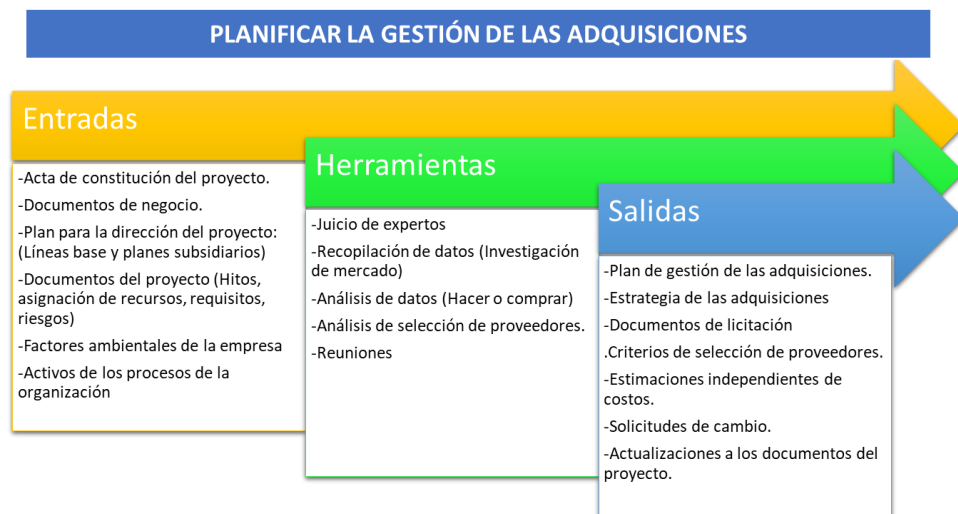 PLANIFICAR LA GESTIÓN DE LAS ADQUISICIONES
Entradas
-Acta de constitución del proyecto.
-Documentos de negocio.
-Plan para la dirección del proyecto:
(Líneas base y planes subsidiarios)
-Documentos del proyecto (Hitos,
asignación de recursos, requisitos,
riesgos)
-Factores ambientales de la empresa
-Activos de los procesos de la
organización
Herramientas
-Juicio de expertos
-Recopilación de datos (Investigación
de mercado)
-Análisis de datos (Hacer o comprar)
-Análisis de selección de proveedores.
-Reuniones
Salidas
-Plan de gestión de las adquisiciones.
-Estrategia de las adquisiciones
-Documentos de licitación
.Criterios de selección de proveedores.
-Estimaciones independientes de
costos.
-Solicitudes de cambio.
-Actualizaciones a los documentos del
proyecto.